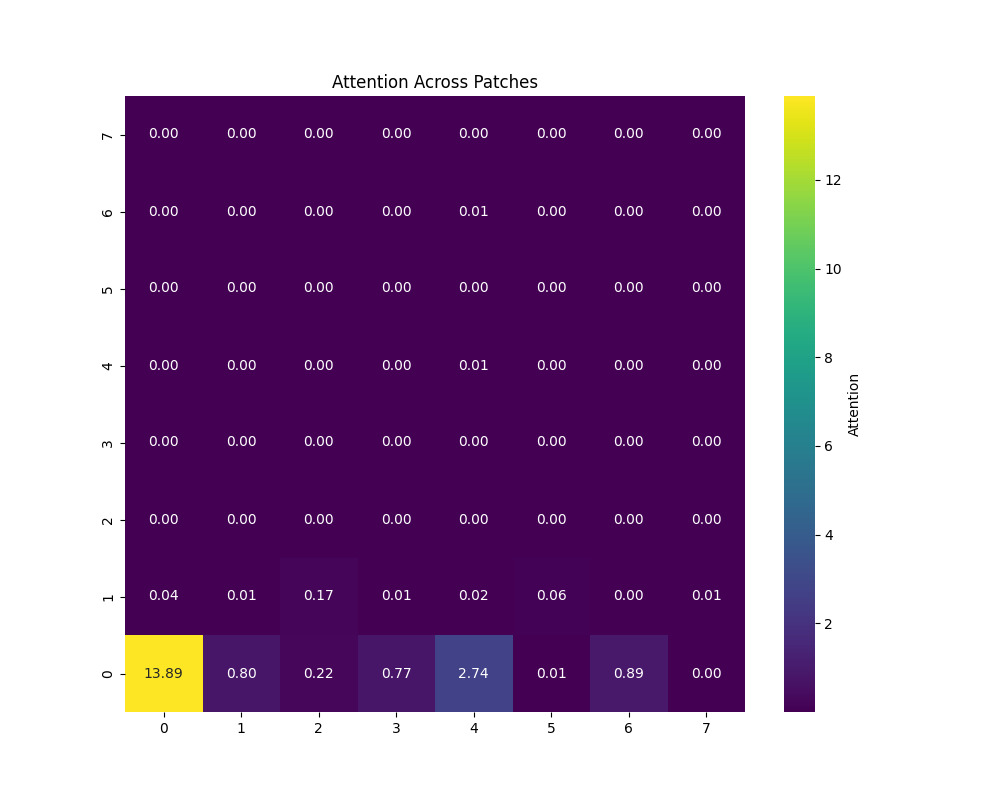 Attention Across Patches
7 0.00 0.00 0.00 0.00 0.00 0.00 0.00 0.00
6 0.00 0.00 0.00 0.00 0.01 0.00 0.00 0.00
5 0.00 0.00 0.00 0.00 0.00 0.00 0.00 0.00
4 0.00 0.00 0.00 0.00 0.01 0.00 0.00 0.00
3 0.00 0.00 0.00 0.00 0.00 0.00 0.00 0.00
2 0.00 0.00 0.00 0.00 0.00 0.00 0.00 0.00
1 0.04 0.01 0.17 0.01 0.02 0.06 0.00 0.01
0 13.89 0.80 0.22 0.77 2.74 0.01 0.89 0.00
0 1 2 3 4 5 6 7
12
10
8
6
4
2
Attention